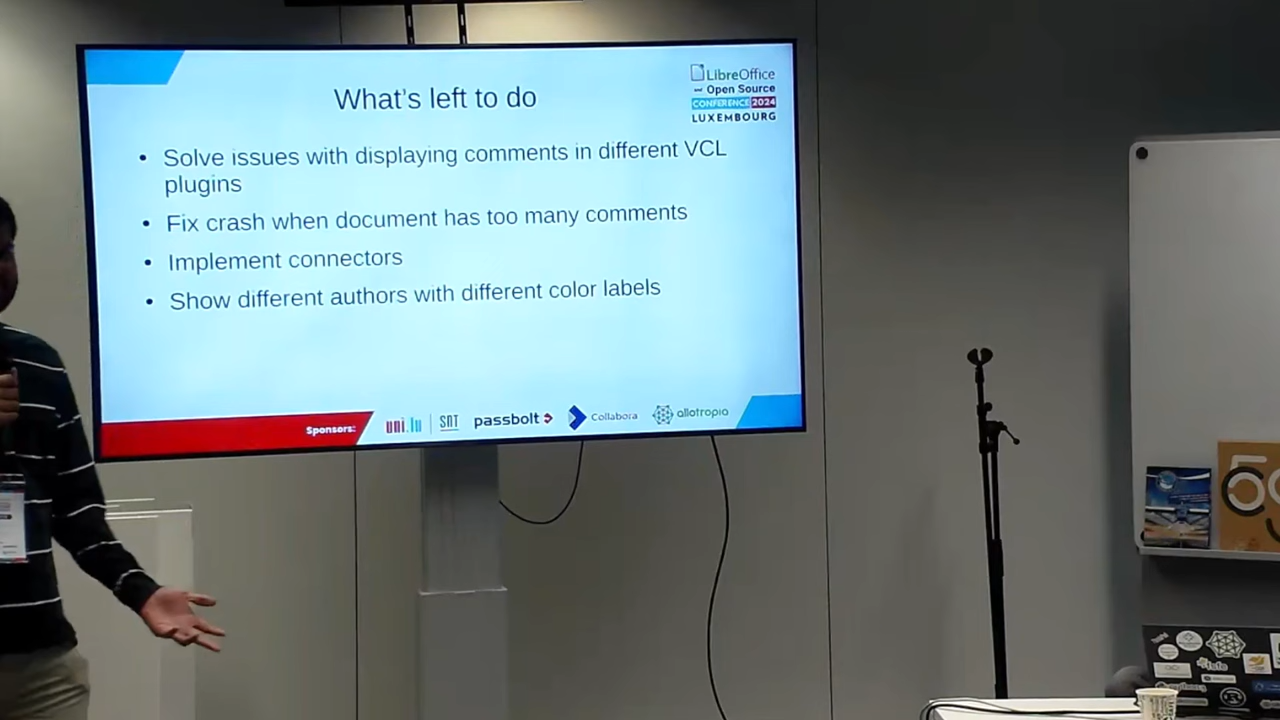 What's left to do
LibreOffice
Open Source
CONFERENCE 2024
LUXEMBOURG
• Solve issues with displaying comments in different VCL
plugins
• Fix crash when document has too many comments
• Implement connectors
• Show different authors with different color labels
Sponsors:
uni.lu
SNT
passbolt
Collabora
allotropia
5G